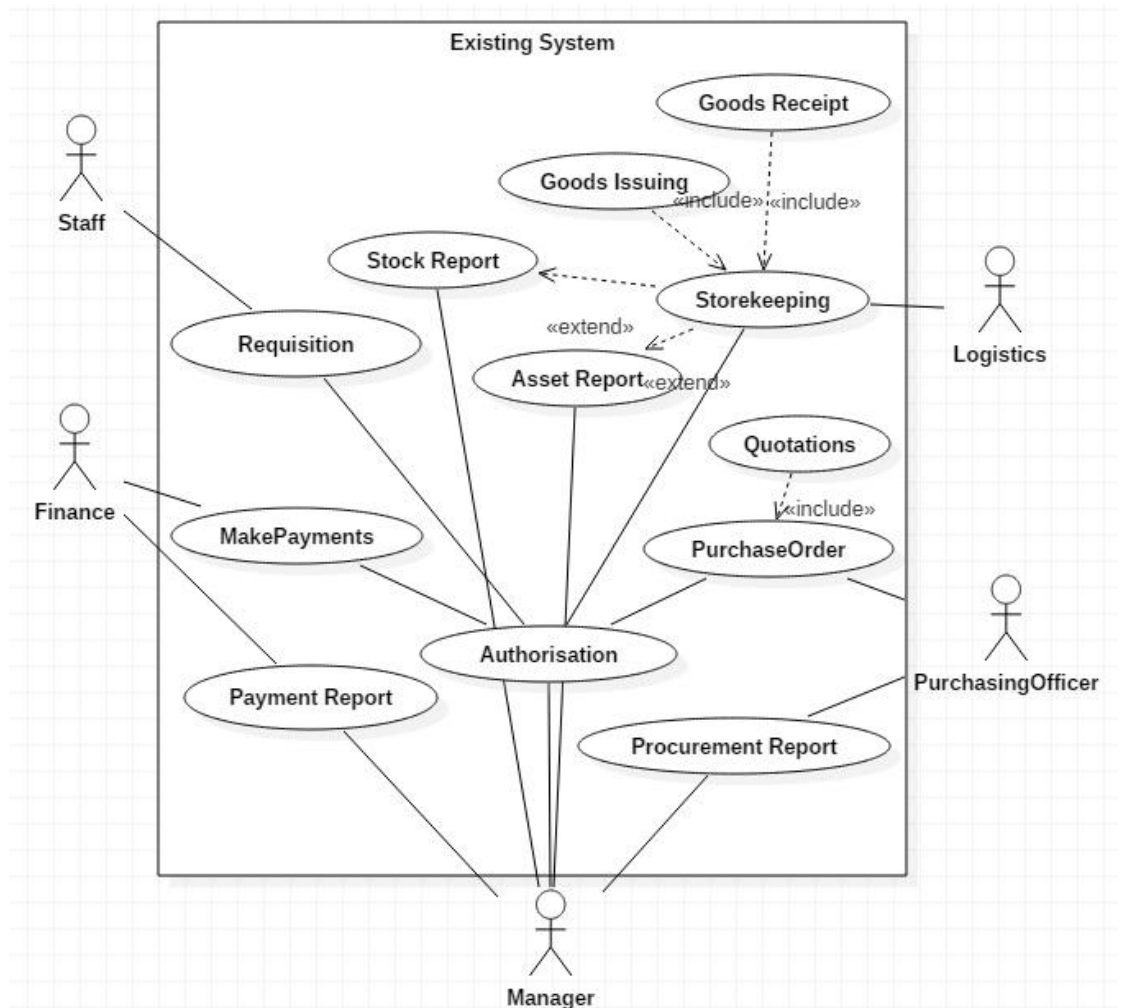 Existing System
Goods Receipt
Goods Issuing
«include»
«include»
Staff
Stock Report
Storekeeping
Requisition
«extend»
Logistics
Asset Report
«extend»
Quotations
Finance
«include»
MakePayments
PurchaseOrder
Authorisation
PurchasingOfficer
Payment Report
Procurement Report
Manager